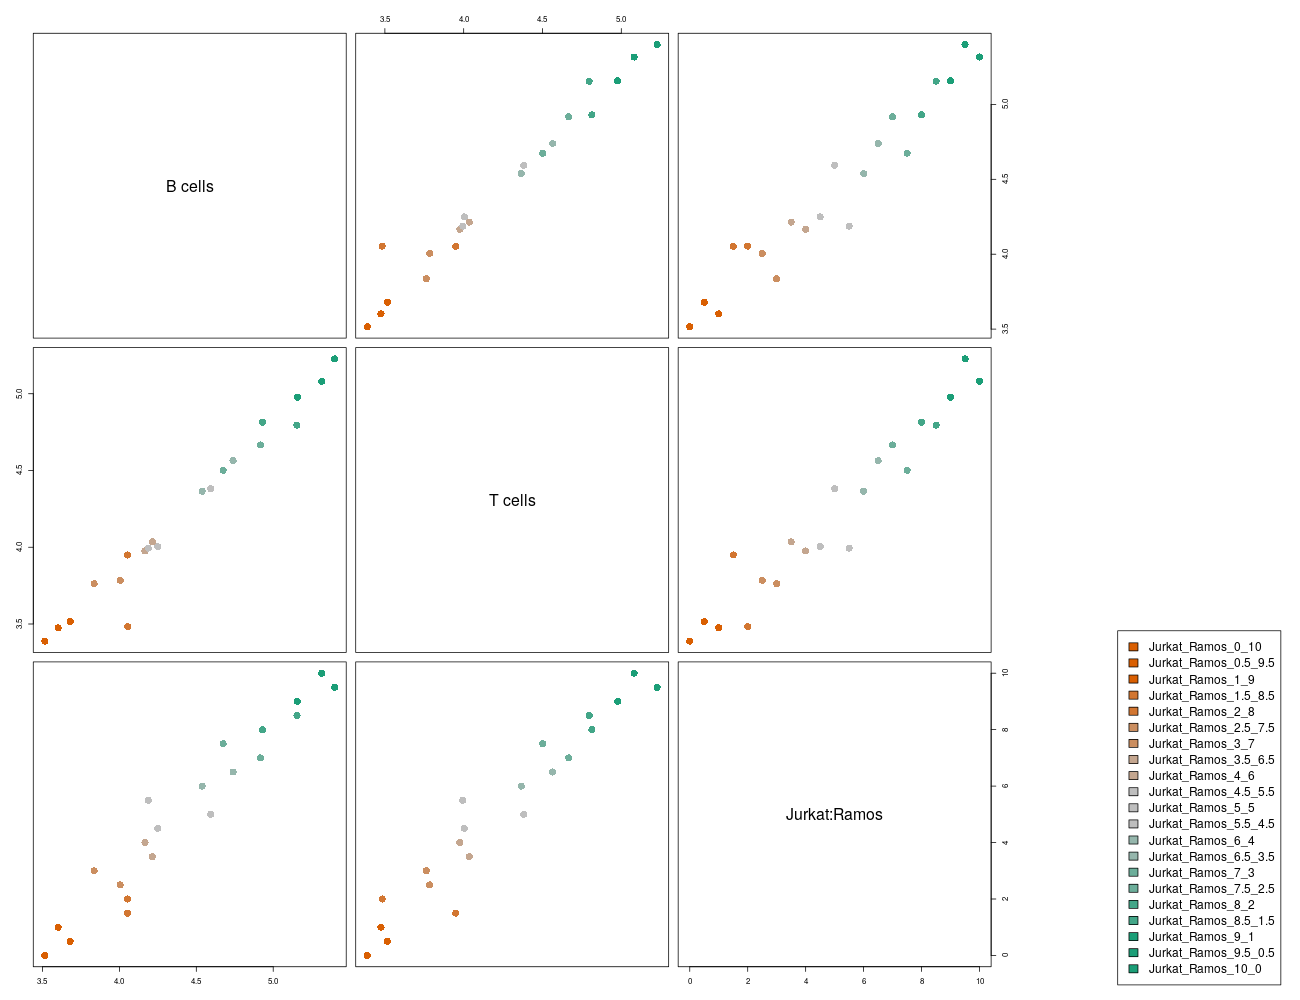 3.5 4.0 4.5 5.0
B cells
5.0
4.5
4.0
3.5
5.0
4.5
4.0
3.5
T cells
Jurkat:Ramos
10
8
6
4
2
0
3.5 4.0 4.5 5.0
0 2 4 6 8 10
Jurkat_Ramos_0_10
Jurkat_Ramos_0.5_9.5
Jurkat_Ramos_1_9
Jurkat_Ramos_1.5_8.5
Jurkat_Ramos_2_8
Jurkat_Ramos_2.5_7.5
Jurkat_Ramos_3_7
Jurkat_Ramos_3.5_6.5
Jurkat_Ramos_4_6
Jurkat_Ramos_4.5_5.5
Jurkat_Ramos_5_5
Jurkat_Ramos_5.5_4.5
Jurkat_Ramos_6_4
Jurkat_Ramos_6.5_3.5
Jurkat_Ramos_7_3
Jurkat_Ramos_7.5_2.5
Jurkat_Ramos_8_2
Jurkat_Ramos_8.5_1.5
Jurkat_Ramos_9_1
Jurkat_Ramos_9.5_0.5
Jurkat_Ramos_10_0